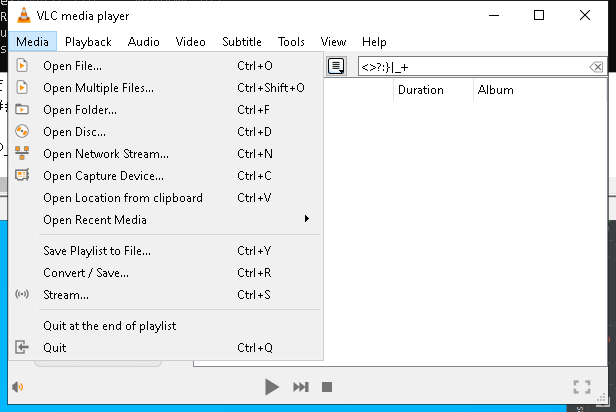 VLC media player
Media Playback Audio Video Subtitle Tools View Help
<>?:}|_+
Duration Album
Open File... Ctrl+O
Open Multiple Files... Ctrl+Shift+O
Open Folder... Ctrl+F
Open Disc... Ctrl+D
Open Network Stream... Ctrl+N
Open Capture Device... Ctrl+C
Open Location from clipboard Ctrl+V
Open Recent Media
Save Playlist to File... Ctrl+Y
Convert / Save... Ctrl+R
Stream... Ctrl+S
Quit at the end of playlist
Quit Ctrl+Q